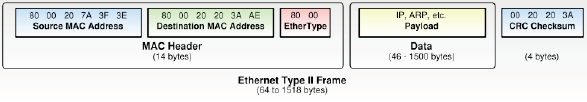 80 00 20 7A 3F 3E
Source MAC Address
80 00 20 20 3A AE
Destination MAC Address
80 00
EtherType
IP, ARP, etc.
Payload
00 20 20 3A
CRC Checksum
MAC Header
(14 bytes)
Data
(46 - 1500 bytes)
(4 bytes)
Ethernet Type II Frame
(64 to 1518 bytes)